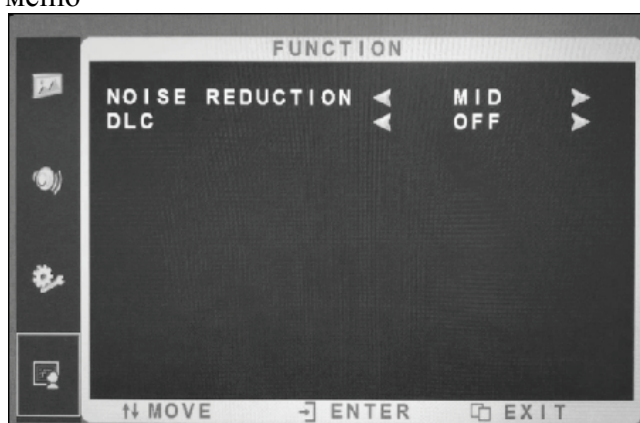 меню
FUNCTION
NOISE REDUCTION MID
DLC OFF
MOVE ENTER EXIT